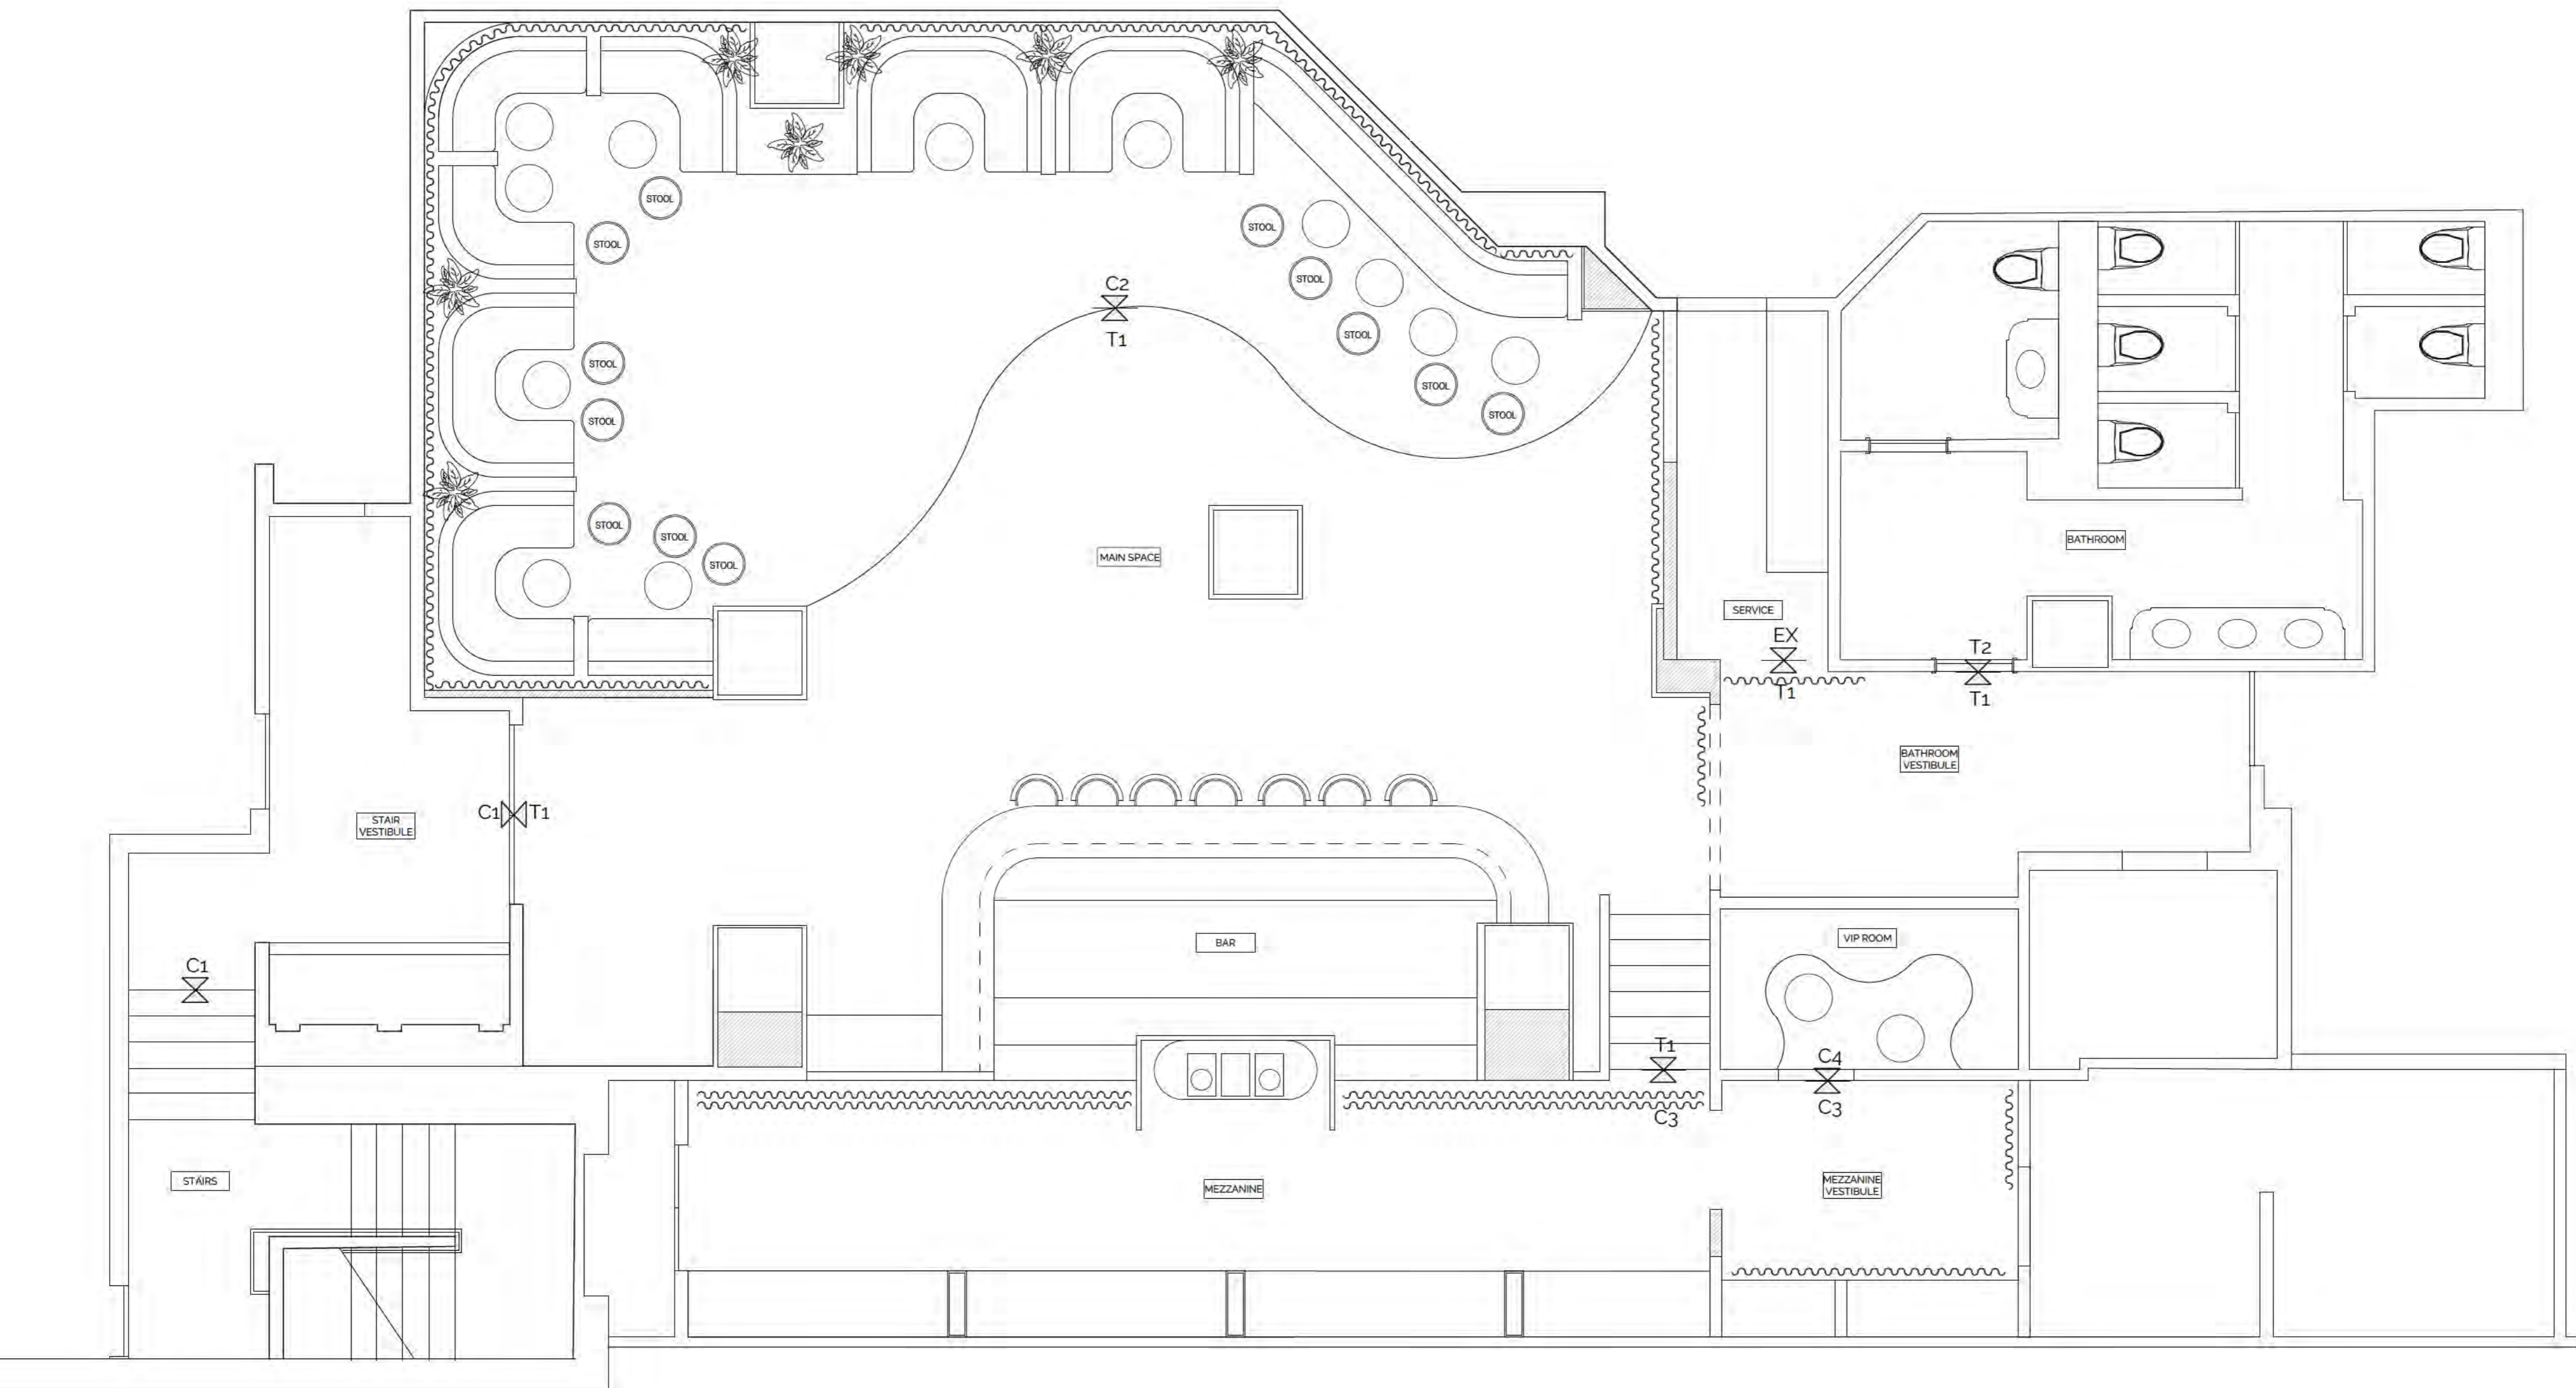 STOOL
STOOL
STOOL
STOOL
C2
T1
STOOL
STOOL
STOOL
STOOL
STOOL
STOOL
STOOL
STOOL
STOOL
MAIN SPACE
BATHROOM
SERVICE
EX
T1
T2
T1
BATHROOM
VESTIBULE
C1
T1
STAIR
VESTIBULE
BAR
VIP ROOM
C1
T1
C3
C4
C3
STAIRS
MEZZANINE
MEZZANINE
VESTIBULE